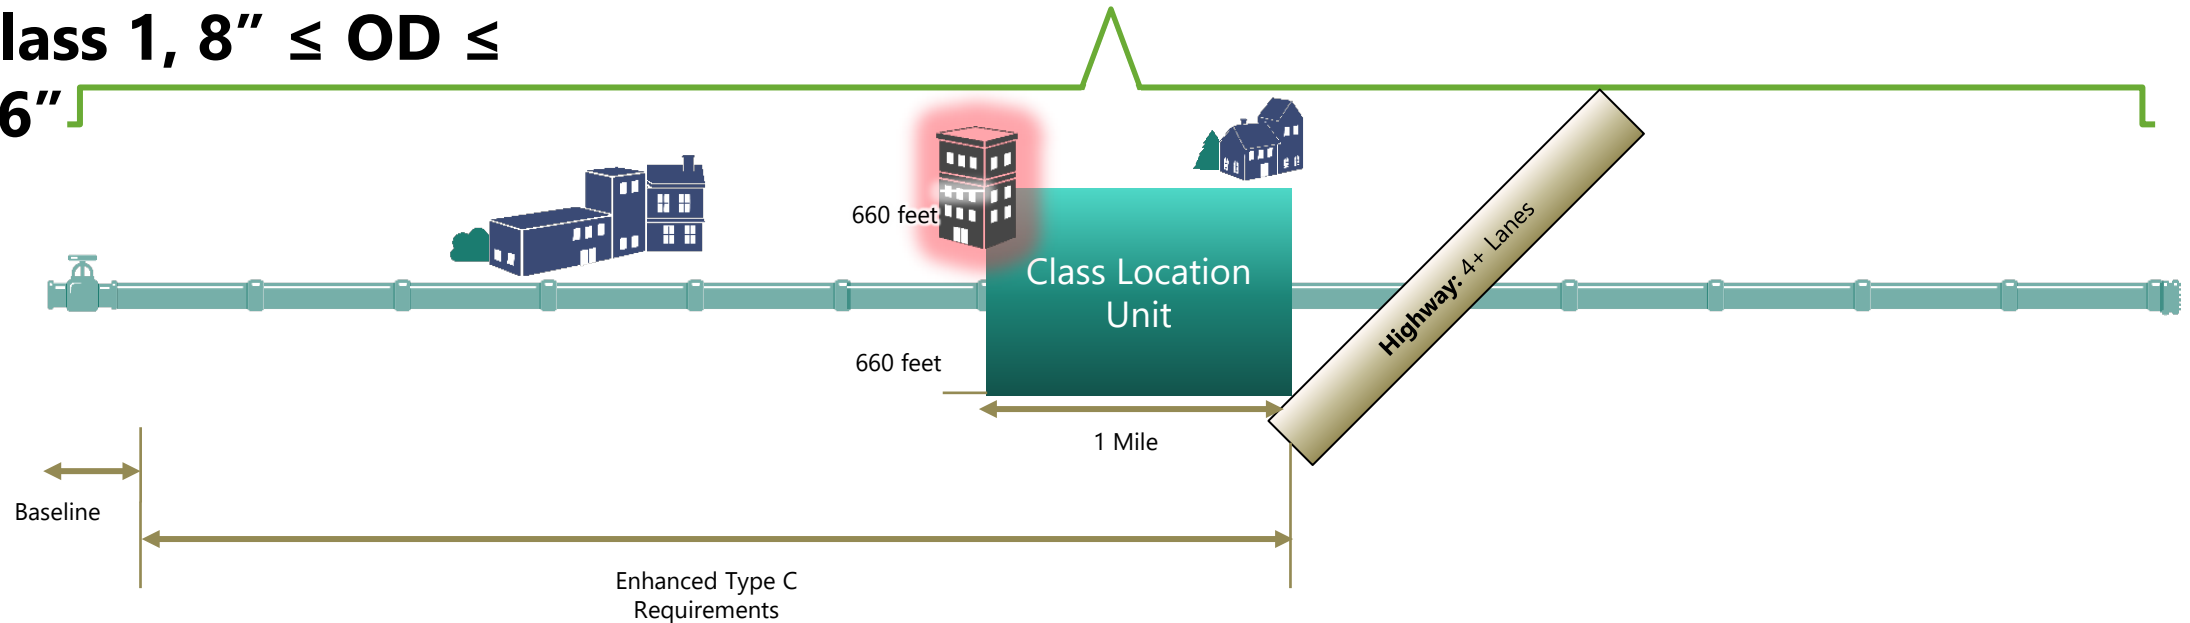 lass 1, 8” ≤ OD ≤
6”
660 feet
Class Location
Unit
Highway: 4+ Lanes
660 feet
1 Mile
Baseline
Enhanced Type C
Requirements